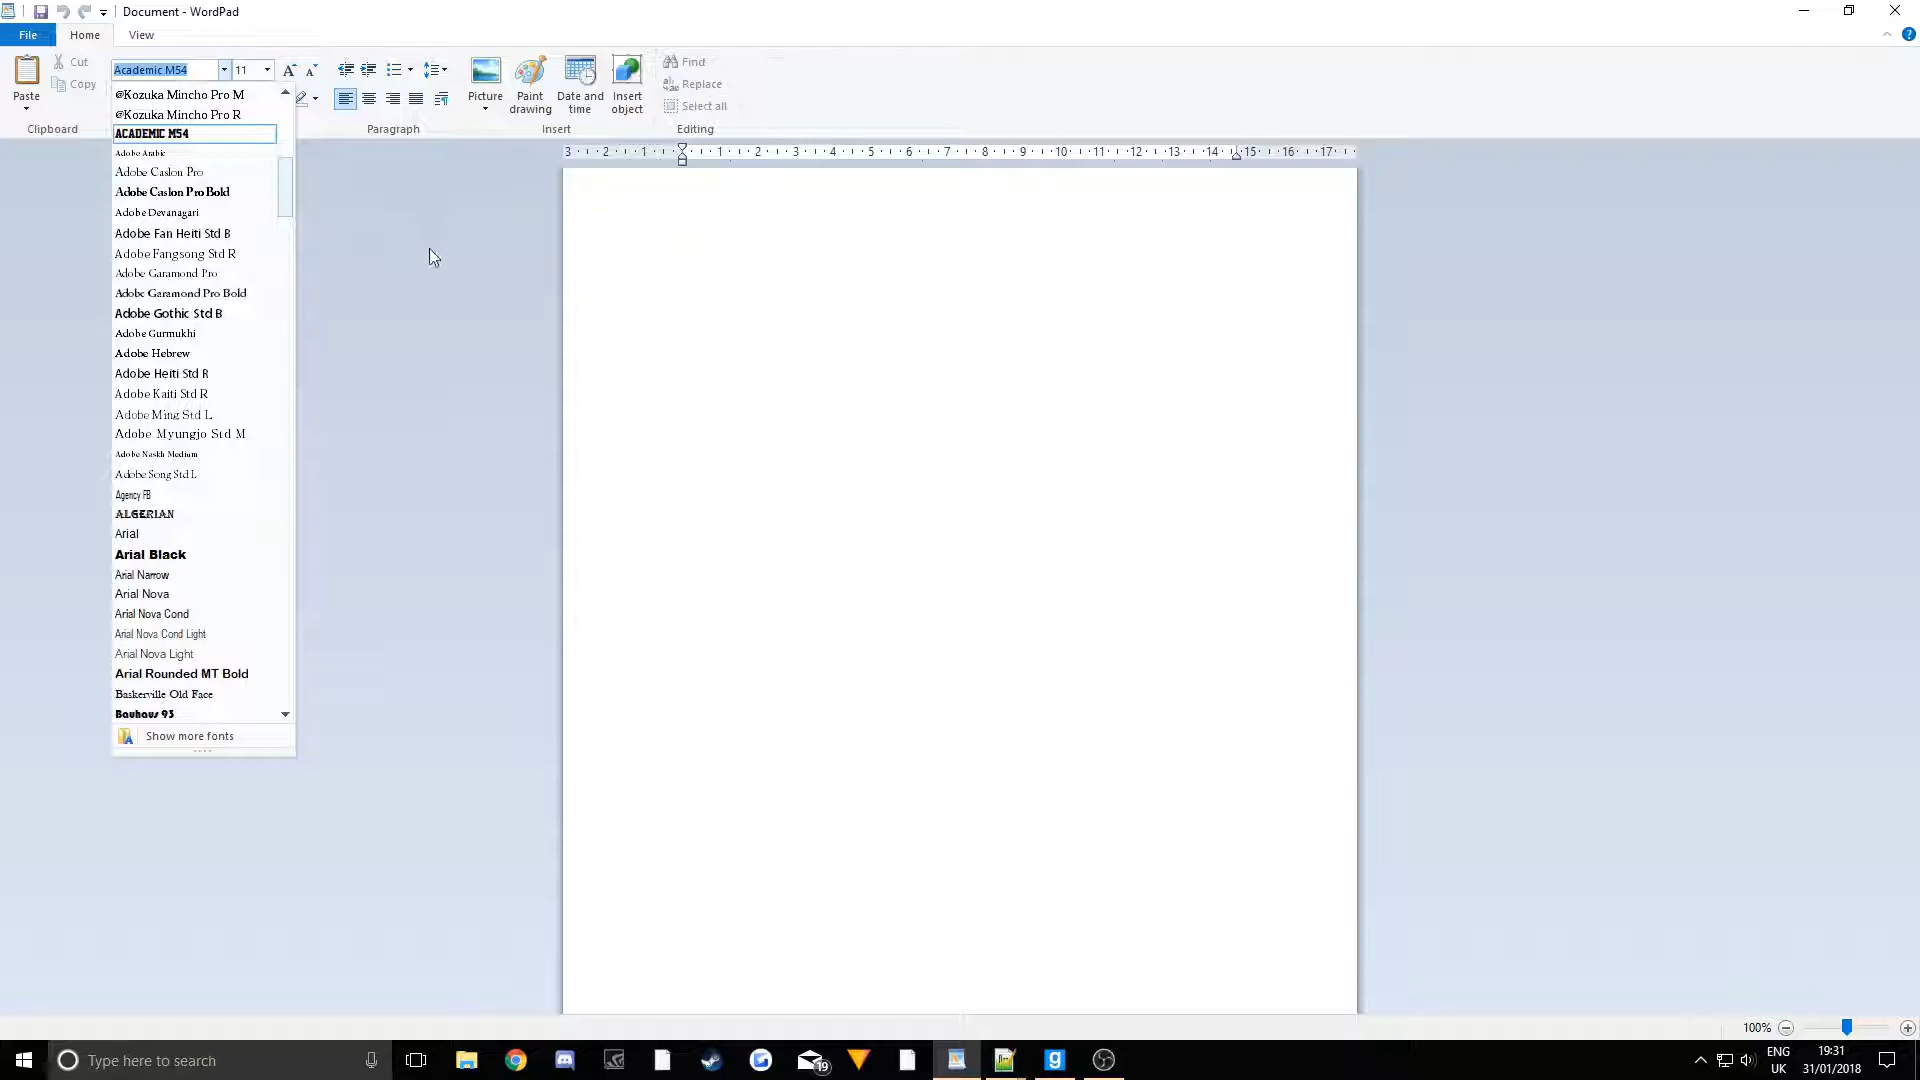 Document - WordPad
File Home View
Cut
Copy
Paste
Clipboard
Academic M54 11
Paragraph
Picture
Paint drawing
Date and time
Insert object
Insert
Find
Replace
Select all
Editing
3 2 1 1 2 3 4 5 6 7 8 9 10 11 12 13 14 15 16 17
@Kozuka Mincho Pro M
@Kozuka Mincho Pro R
ACADEMIC M54
Adobe Arabic
Adobe Caslon Pro
Adobe Caslon Pro Bold
Adobe Devanagari
Adobe Fan Heiti Std B
Adobe Fangsong Std R
Adobe Garamond Pro
Adobe Garamond Pro Bold
Adobe Gothic Std B
Adobe Gurmukhi
Adobe Hebrew
Adobe Heiti Std R
Adobe Kaiti Std R
Adobe Ming Std L
Adobe Myungjo Std M
Adobe Naskh Medium
Adobe Song Std L
Agency FB
ALGERIAN
Arial
Arial Black
Arial Narrow
Arial Nova
Arial Nova Cond
Arial Nova Cond Light
Arial Nova Light
Arial Rounded MT Bold
Baskerville Old Face
Bauhaus 93
Show more fonts
100%
Type here to search
19
ENG
UK
19:31
31/01/2018